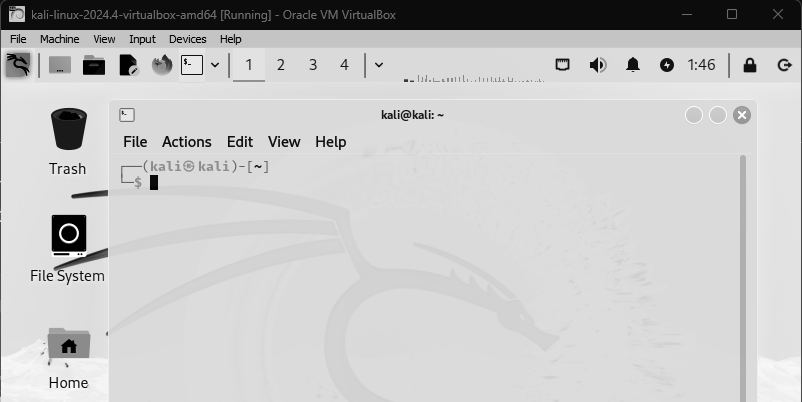 kali-linux-2024.4-virtualbox-amd64 [Running] - Oracle VM VirtualBox
File Machine View Input Devices Help
1 2 3 4 1:46
kali@kali: ~
File Actions Edit View Help
Trash
(kali㉿kali)-[~]
$
File System
Home